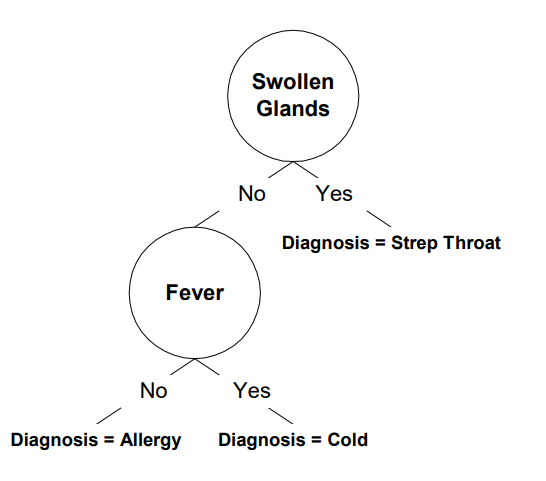 Swollen
Glands
No
Yes
Diagnosis = Strep Throat
Fever
No
Yes
Diagnosis = Allergy
Diagnosis = Cold